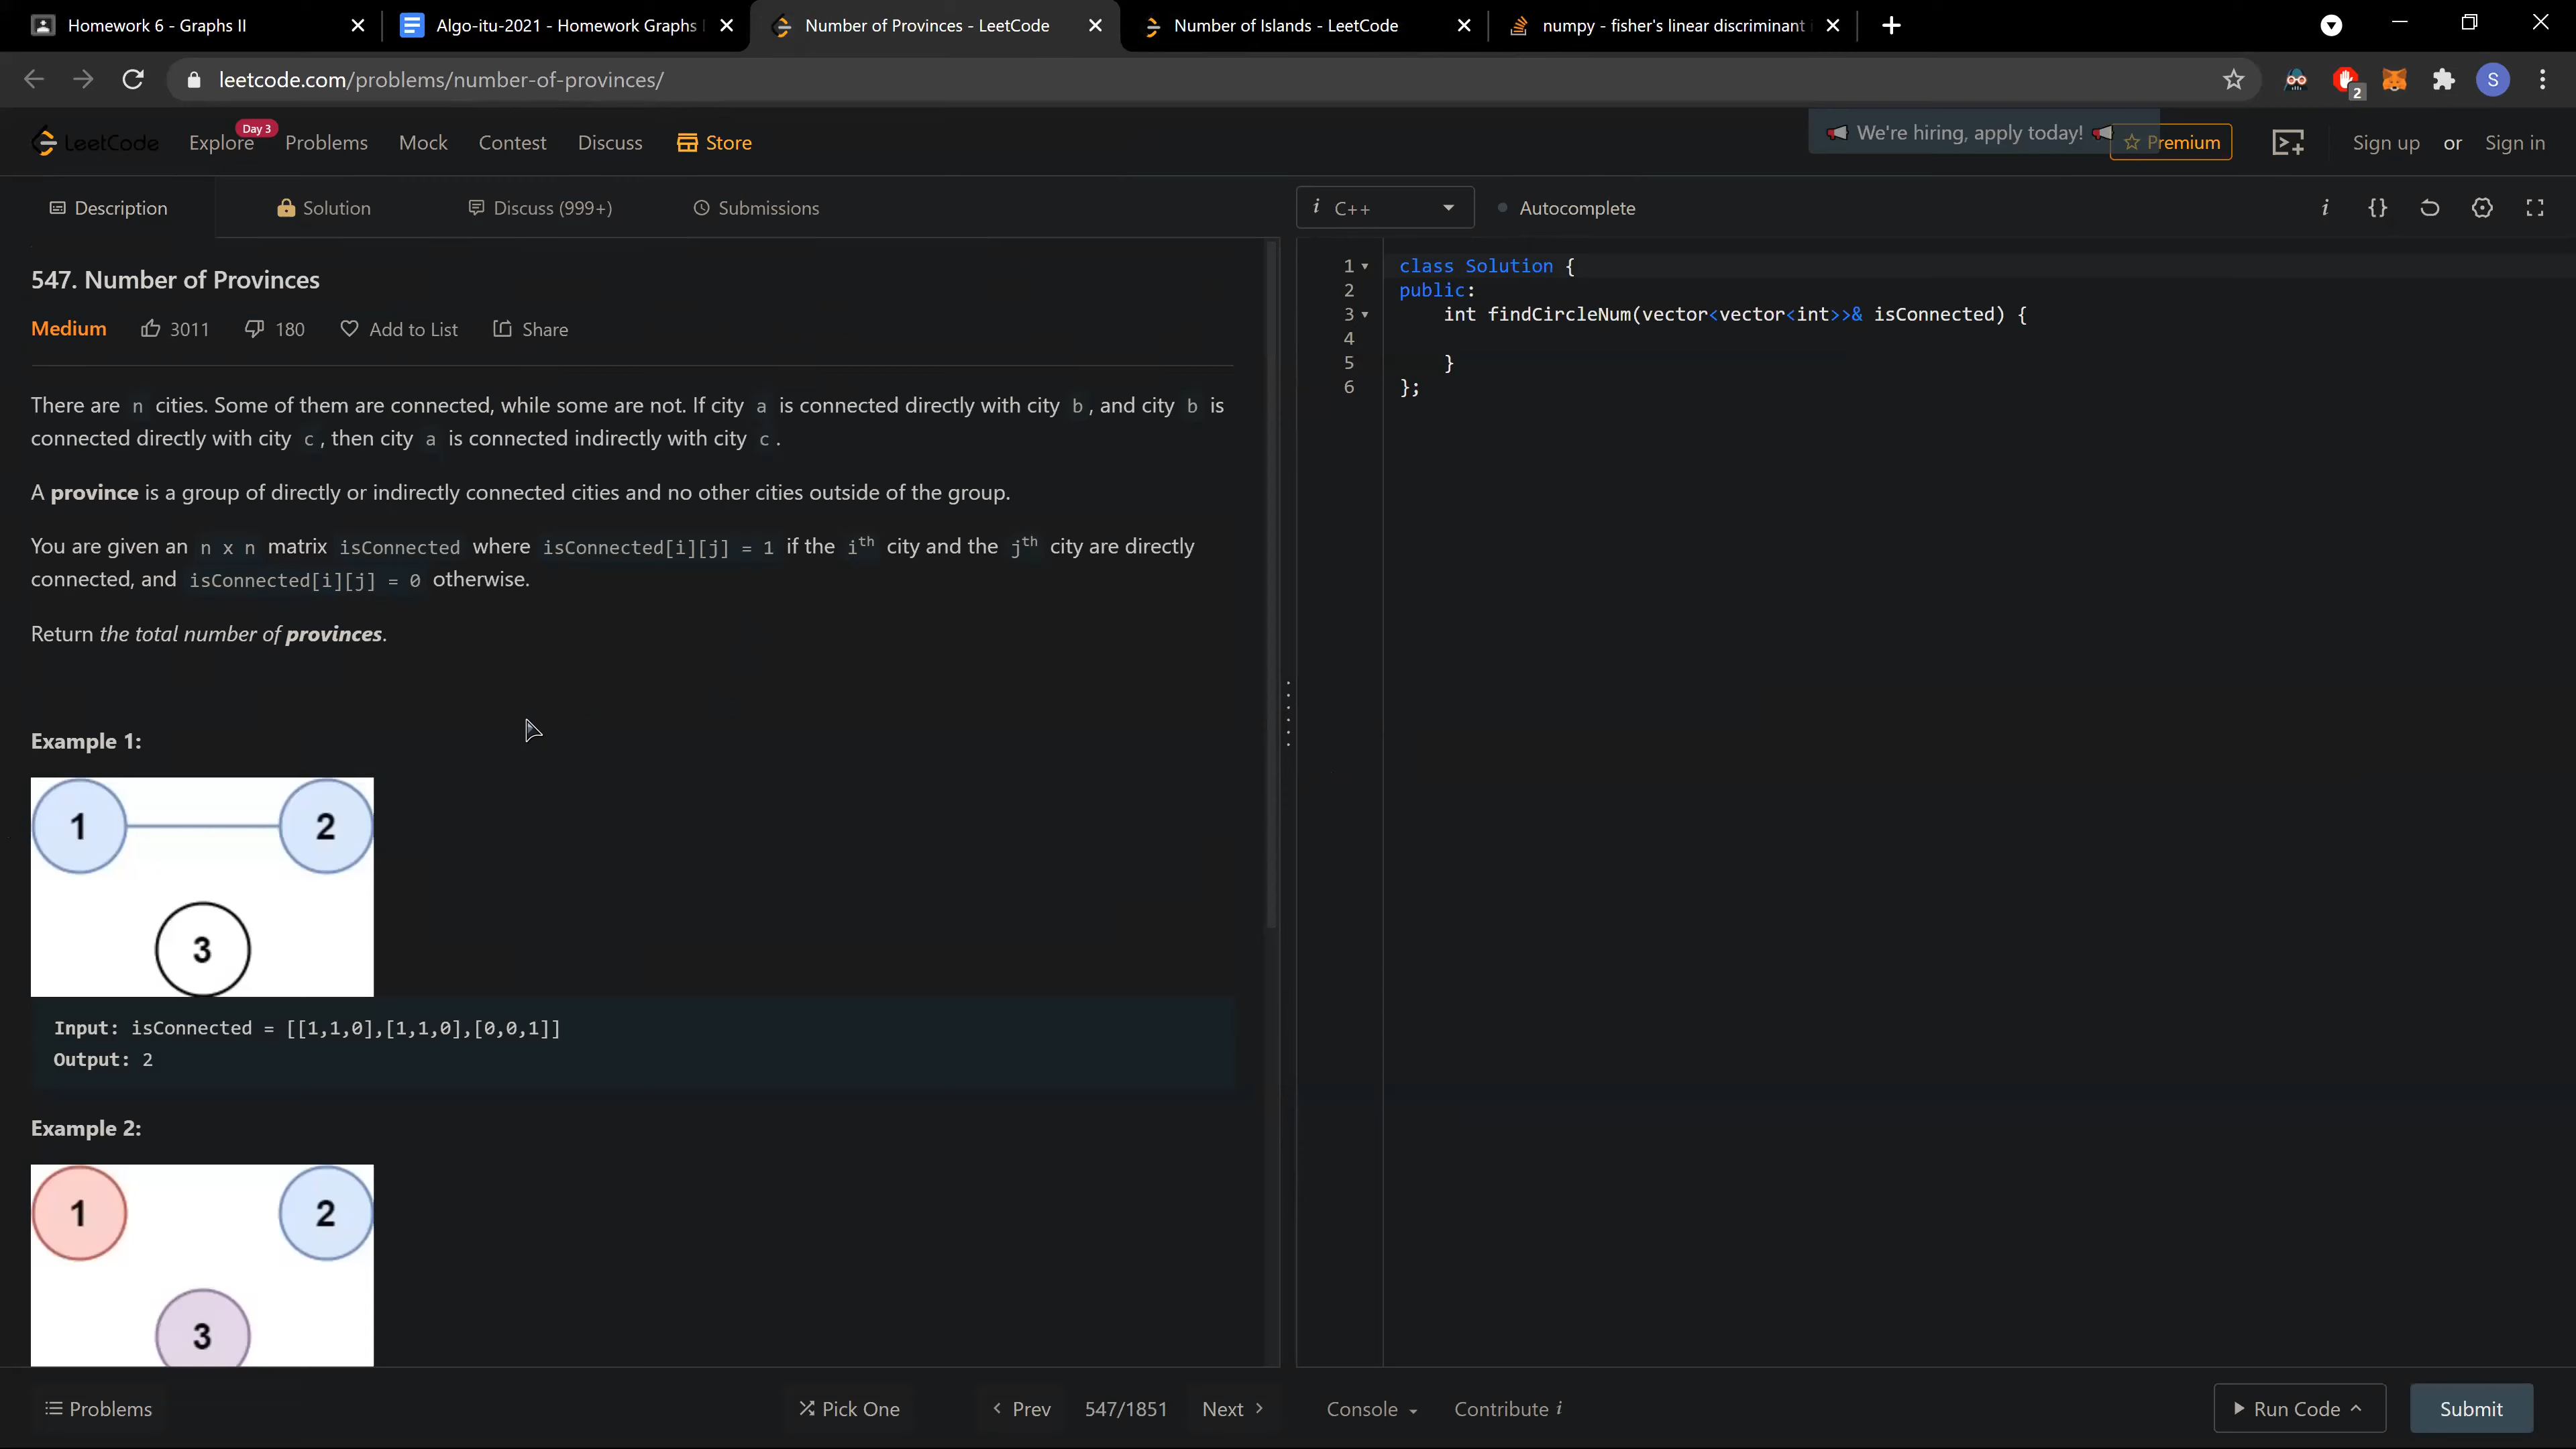 Homework 6 - Graphs II
Algo-itu-2021 - Homework Graphs
Number of Provinces - LeetCode
Number of Islands - LeetCode
numpy - fisher's linear discriminant
leetcode.com/problems/number-of-provinces/
2
S
LeetCode
Explore
Day 3
Problems
Mock
Contest
Discuss
Store
We're hiring, apply today!
Premium
Sign up or Sign in
Description
Solution
Discuss (999+)
Submissions
i C++
Autocomplete
i {}
547. Number of Provinces
Medium 3011 180 Add to List Share
There are n cities. Some of them are connected, while some are not. If city a is connected directly with city b, and city b is
connected directly with city c, then city a is connected indirectly with city c.
A province is a group of directly or indirectly connected cities and no other cities outside of the group.
You are given an n x n matrix isConnected where isConnected[i][j] = 1 if the ith city and the jth city are directly
connected, and isConnected[i][j] = 0 otherwise.
Return the total number of provinces.
Example 1:
1 2
3
Input: isConnected = [[1,1,0],[1,1,0],[0,0,1]]
Output: 2
Example 2:
1 2
3
1 class Solution {
2 public:
3 int findCircleNum(vector<vector<int>>& isConnected) {
4
5 }
6 };
Problems
Pick One
Prev
547/1851
Next
Console
Contribute i
Run Code
Submit